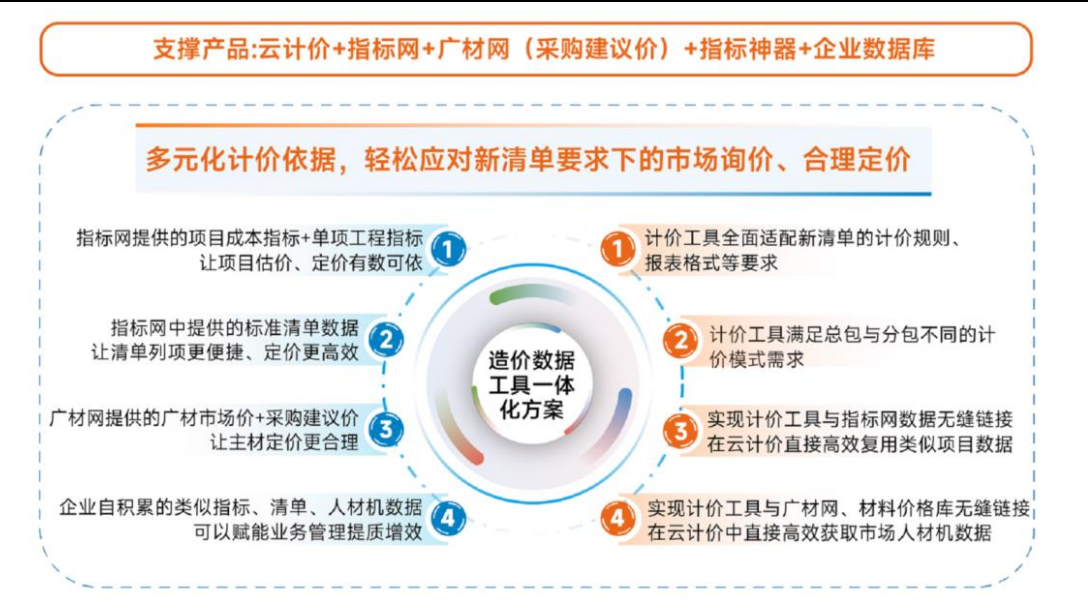 支撑产品:云计价+指标网+广材网（采购建议价）+指标神器+企业数据库
多元化计价依据，轻松应对新清单要求下的市场询价、合理定价
指标网提供的项目成本指标+单项工程指标
让项目估价、定价有数可依
1
指标网中提供的标准清单数据
让清单列项更便捷、定价更高效
2
广材网提供的广材市场价+采购建议价
让主材定价更合理
3
企业自积累的类似指标、清单、人材机数据
可以赋能业务管理提质增效
4
造价数据
工具一体
化方案
1
计价工具全面适配新清单的计价规则、
报表格式等要求
2
计价工具满足总包与分包不同的计
价模式需求
3
实现计价工具与指标网数据无缝链接
在云计价直接高效复用类似项目数据
4
实现计价工具与广材网、材料价格库无缝链接
在云计价中直接高效获取市场人材机数据